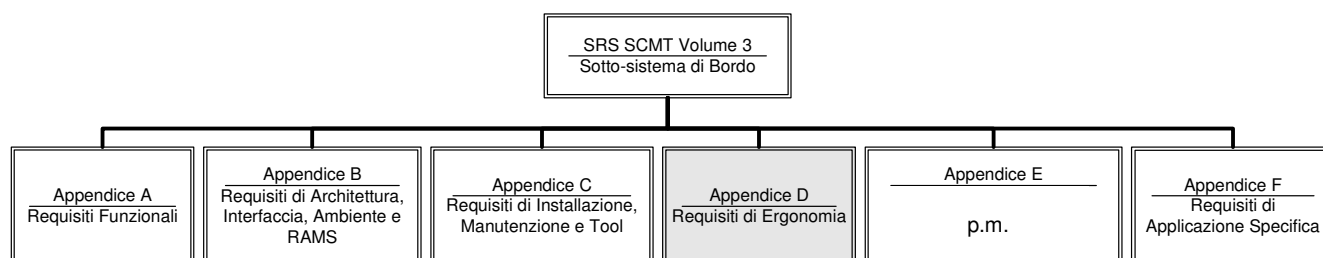 SRS SCMT Volume 3
Sotto-sistema di Bordo
Appendice A
Requisiti Funzionali
Appendice B
Requisiti di Architettura,
Interfaccia, Ambiente e
RAMS
Appendice C
Requisiti di Installazione,
Manutenzione e Tool
Appendice D
Requisiti di Ergonomia
Appendice E
p.m.
Appendice F
Requisiti di
Applicazione Specifica